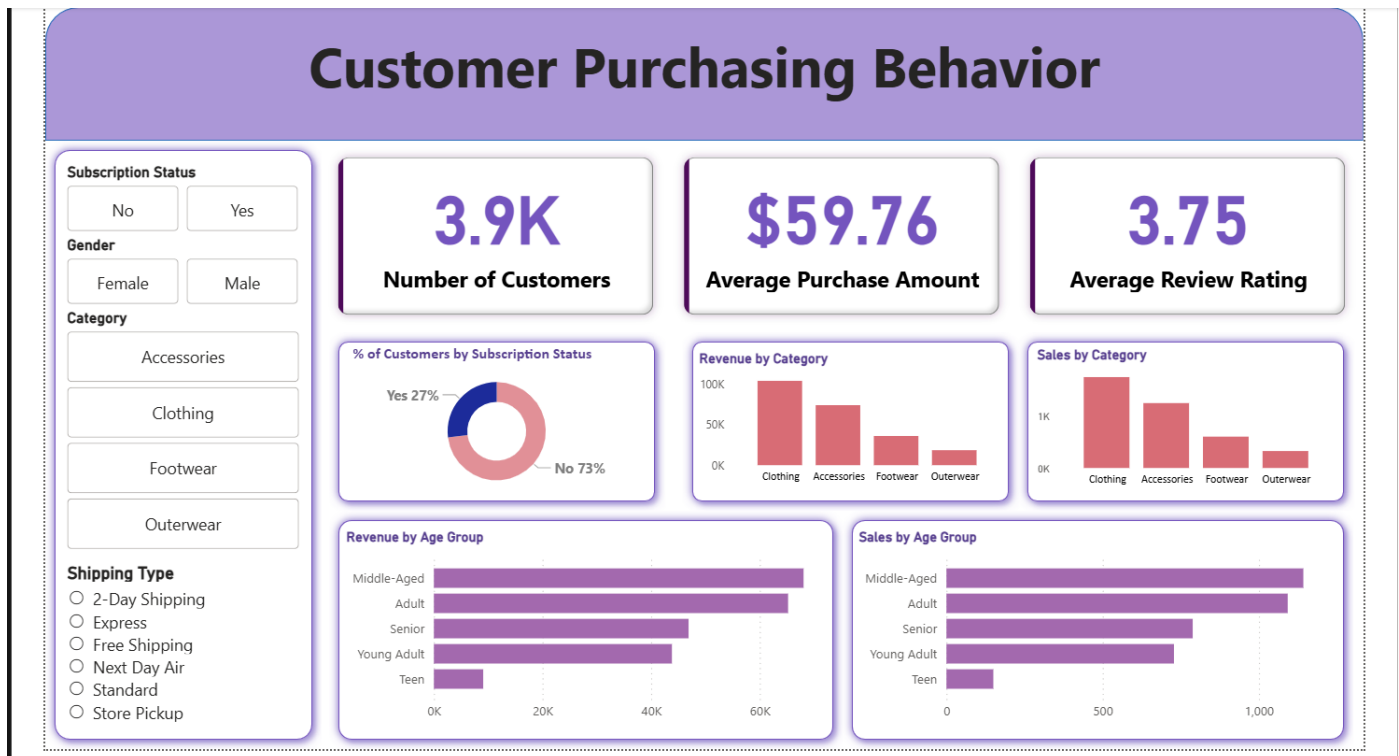 Customer Purchasing Behavior
Subscription Status
No Yes
Gender
Female Male
Category
Accessories
Clothing
Footwear
Outerwear
Shipping Type
2-Day Shipping
Express
Free Shipping
Next Day Air
Standard
Store Pickup
3.9K
Number of Customers
$59.76
Average Purchase Amount
3.75
Average Review Rating
% of Customers by Subscription Status
Yes 27%
No 73%
Revenue by Category
100K
50K
0K
Clothing Accessories Footwear Outerwear
Sales by Category
1K
0K
Clothing Accessories Footwear Outerwear
Revenue by Age Group
Middle-Aged
Adult
Senior
Young Adult
Teen
0K 20K 40K 60K
Sales by Age Group
Middle-Aged
Adult
Senior
Young Adult
Teen
0 500 1,000